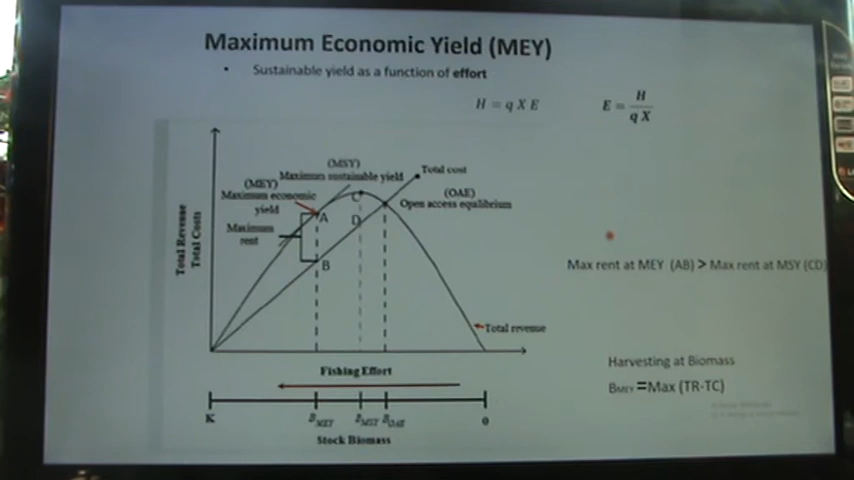 Maximum Economic Yield (MEY)
• Sustainable yield as a function of effort
H = q X E
E = H / q X
(MSY)
Maximum sustainable yield
Total cost
(MEY)
Maximum economic
yield
(OAE)
Open access equilibrium
C
A
D
B
Maximum
rent
Total Revenue
Total Costs
Max rent at MEY (AB) > Max rent at MSY (CD)
Total revenue
Fishing Effort
Harvesting at Biomass
BMEY =Max (TR-TC)
K
BMEY
BMSY
BOAE
0
Stock Biomass